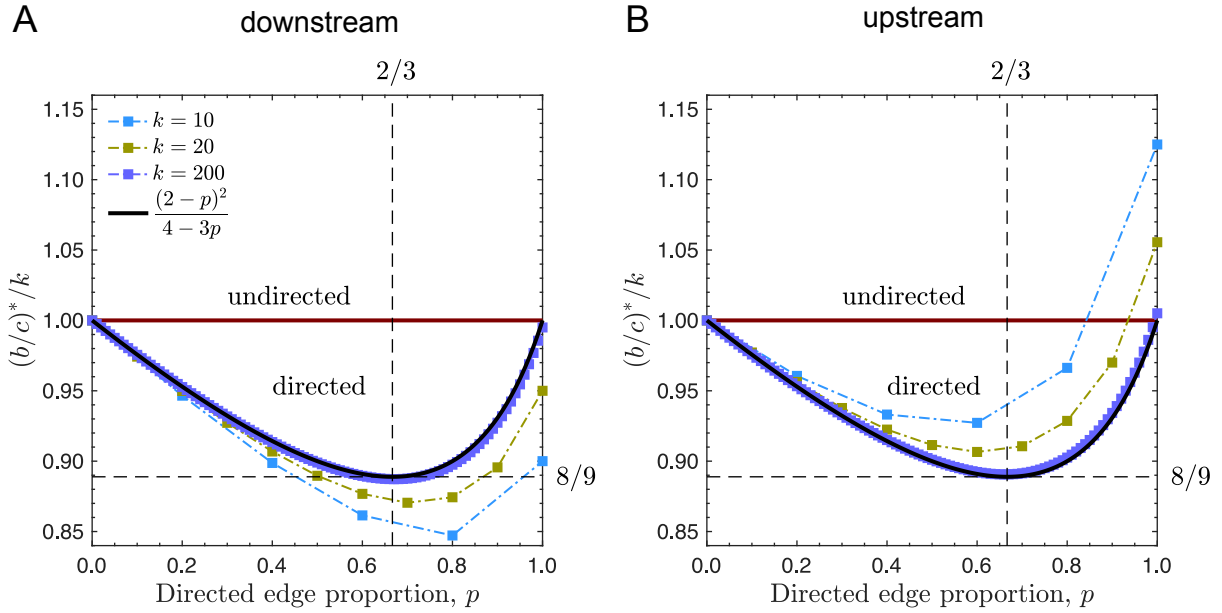 A
downstream
2/3
1.15
1.10
1.05
1.00
0.95
0.90
0.85
(b/c)*/k
k = 10
k = 20
k = 200
(2 − p)²
4 − 3p
undirected
directed
8/9
0.0 0.2 0.4 0.6 0.8 1.0
Directed edge proportion, p
B
upstream
2/3
1.15
1.10
1.05
1.00
0.95
0.90
0.85
(b/c)*/k
undirected
directed
8/9
0.0 0.2 0.4 0.6 0.8 1.0
Directed edge proportion, p